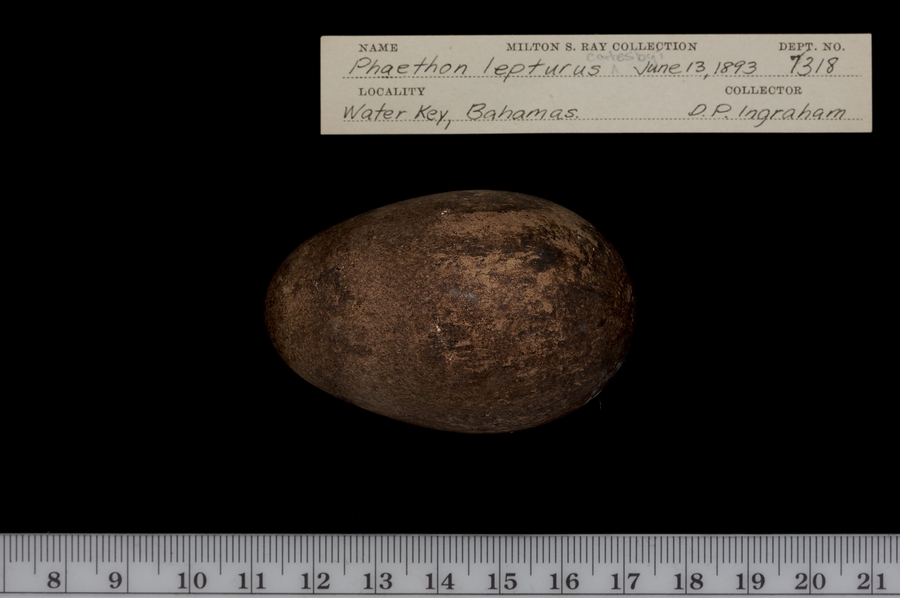 NAME MILTON S. RAY COLLECTION DEPT. NO.
catesbyi
Phaethon lepturus ^ June 13, 1893 7318
LOCALITY COLLECTOR
Water Key, Bahamas. D. P. Ingraham
8 9 10 11 12 13 14 15 16 17 18 19 20 21